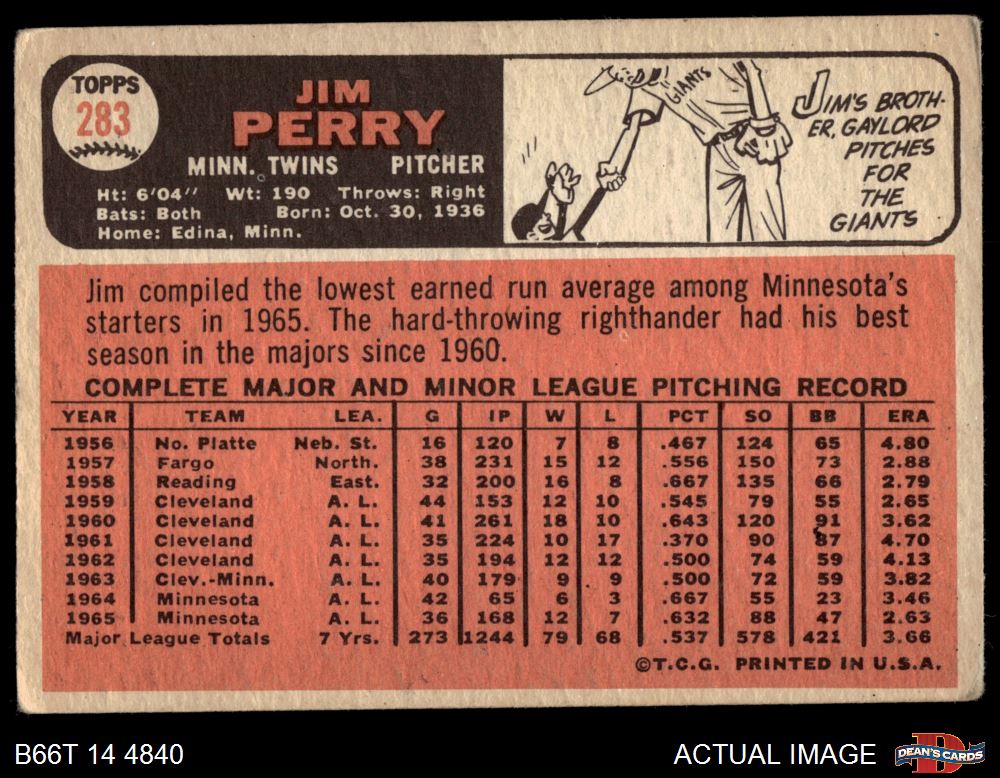 TOPPS
283
JIM
PERRY
MINN. TWINS PITCHER
Ht: 6'04" Wt: 190 Throws: Right
Bats: Both Born: Oct. 30, 1936
Home: Edina, Minn.
GIANTS
JIM'S BROTH-
ER, GAYLORD
PITCHES
FOR
THE
GIANTS
Jim compiled the lowest earned run average among Minnesota's
starters in 1965. The hard-throwing righthander had his best
season in the majors since 1960.
COMPLETE MAJOR AND MINOR LEAGUE PITCHING RECORD
YEAR TEAM LEA. G IP W L PCT SO BB ERA
1956 No. Platte Neb. St. 16 120 7 8 .467 124 65 4.80
1957 Fargo North. 38 231 15 12 .556 150 73 2.88
1958 Reading East. 32 200 16 8 .667 135 66 2.79
1959 Cleveland A. L. 44 153 12 10 .545 79 55 2.65
1960 Cleveland A. L. 41 261 18 10 .643 120 91 3.62
1961 Cleveland A. L. 35 224 10 17 .370 90 87 4.70
1962 Cleveland A. L. 35 194 12 12 .500 74 59 4.13
1963 Clev.-Minn. A. L. 40 179 9 9 .500 72 59 3.82
1964 Minnesota A. L. 42 65 6 3 .667 55 23 3.46
1965 Minnesota A. L. 36 168 12 7 .632 88 47 2.63
Major League Totals 7 Yrs. 273 1244 79 68 .537 578 421 3.66
©T.C.G. PRINTED IN U.S.A.
B66T 14 4840
ACTUAL IMAGE
DEAN'S CARDS